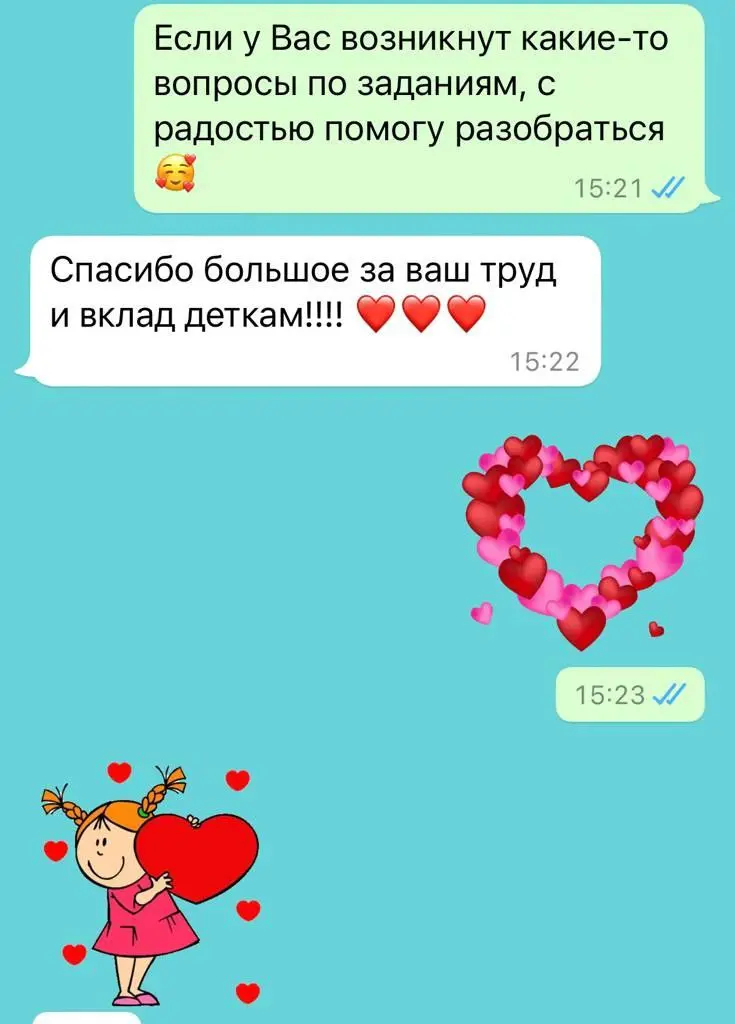 Если у Вас возникнут какие-то
вопросы по заданиям, с
радостью помогу разобраться
🥰
15:21
Спасибо большое за ваш труд
и вклад деткам!!!! ❤️❤️❤️
15:22
15:23